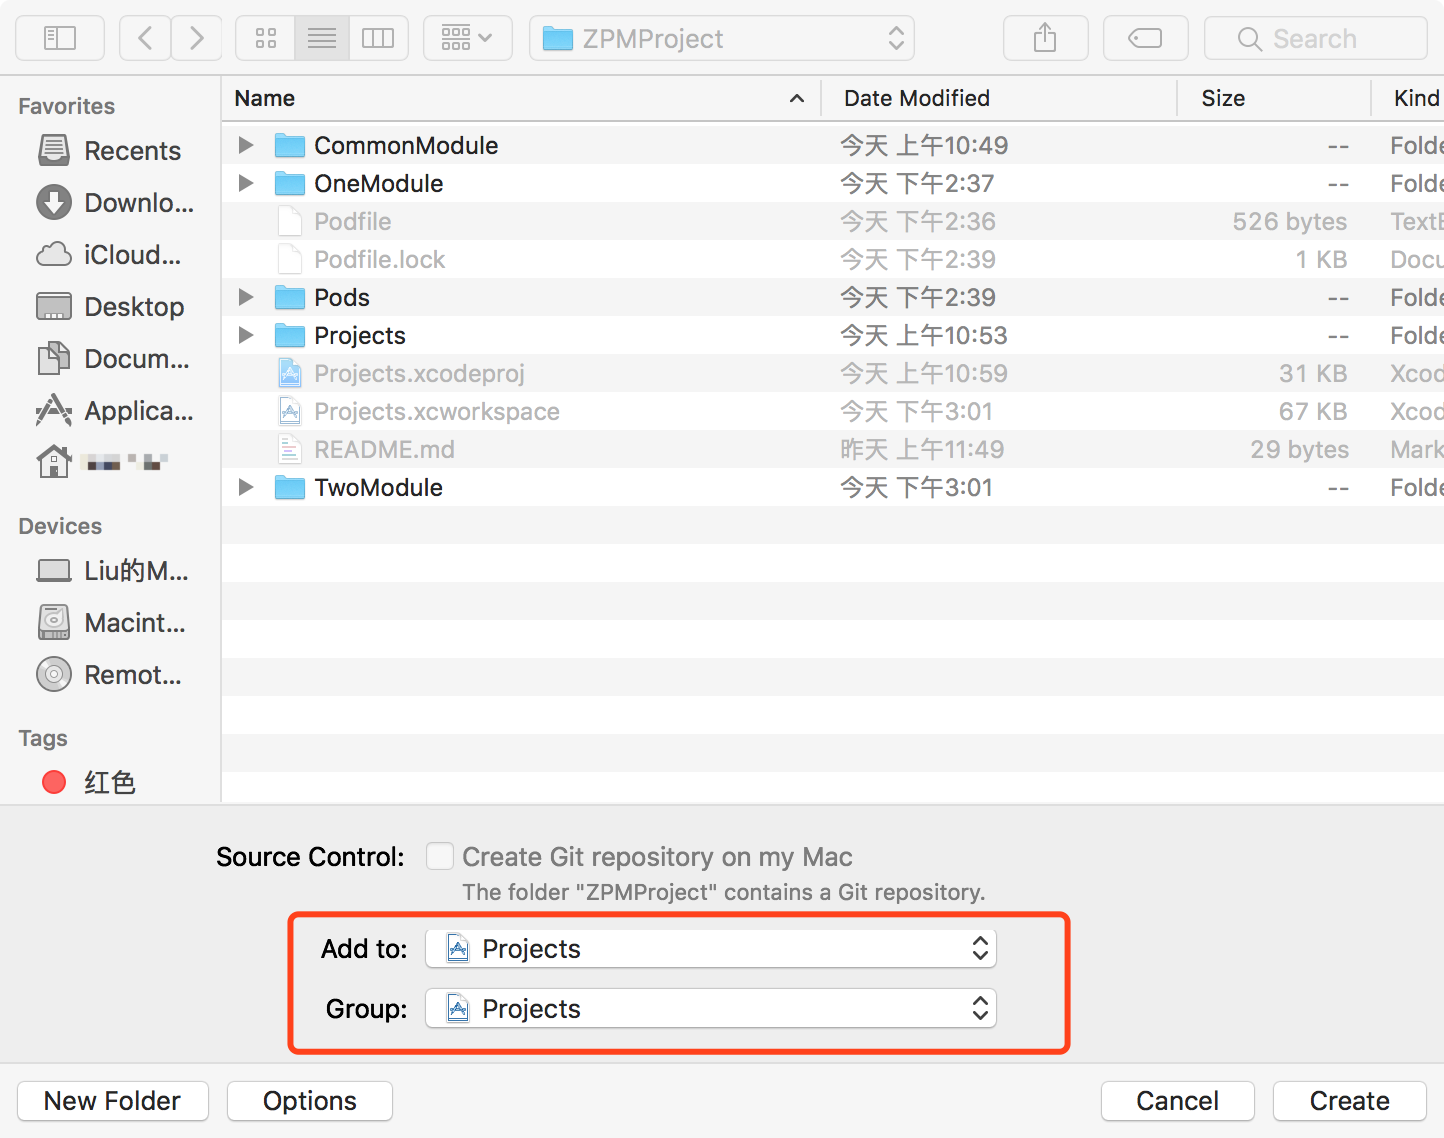 ZPMProject
Search
Favorites
Recents
Downlo...
iCloud...
Desktop
Docum...
Applica...
Devices
Liu的M...
Macint...
Remot...
Tags
红色
Name Date Modified Size Kind
CommonModule 今天 上午10:49 -- Folde
OneModule 今天 下午2:37 -- Folde
Podfile 今天 下午2:36 526 bytes TextE
Podfile.lock 今天 下午2:39 1 KB Docu
Pods 今天 下午2:39 -- Folde
Projects 今天 上午10:53 -- Folde
Projects.xcodeproj 今天 上午10:59 31 KB Xcod
Projects.xcworkspace 今天 下午3:01 67 KB Xcod
README.md 昨天 上午11:49 29 bytes Mark
TwoModule 今天 下午3:01 -- Folde
Source Control: Create Git repository on my Mac
The folder "ZPMProject" contains a Git repository.
Add to: Projects
Group: Projects
New Folder Options Cancel Create